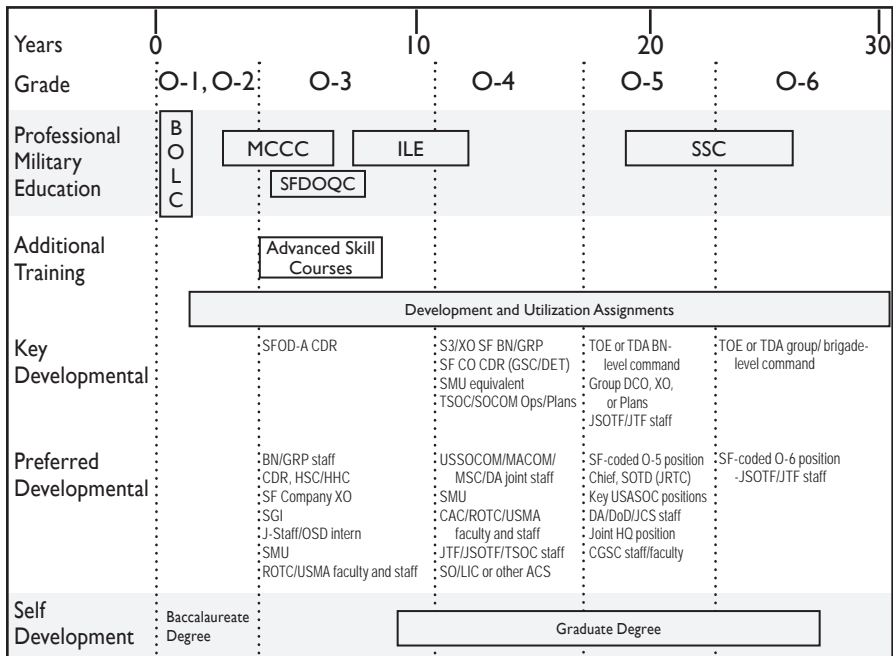 Years 0 10 20 30
Grade O-1, O-2 O-3 O-4 O-5 O-6
Professional
Military
Education
B
O
L
C
MCCC
ILE
SSC
SFDOQC
Additional
Training
Advanced Skill
Courses
Development and Utilization Assignments
Key
Developmental
SFOD-A CDR
S3/XO SF BN/GRP
SF CO CDR (GSC/DET)
SMU equivalent
TSOC/SOCOM Ops/Plans
TOE or TDA BN-
level command
Group DCO, XO,
or Plans
JSOTF/JTF staff
TOE or TDA group/ brigade-
level command
Preferred
Developmental
BN/GRP staff
CDR, HSC/HHC
SF Company XO
SGI
J-Staff/OSD intern
SMU
ROTC/USMA faculty and staff
USSOCOM/MACOM/
MSC/DA joint staff
SMU
CAC/ROTC/USMA
faculty and staff
JTF/JSOTF/TSOC staff
SO/LIC or other ACS
SF-coded O-5 position
Chief, SOTD (JRTC)
Key USASOC positions
DA/DoD/JCS staff
Joint HQ position
CGSC staff/faculty
SF-coded O-6 position
-JSOTF/JTF staff
Self
Development
Baccalaureate
Degree
Graduate Degree